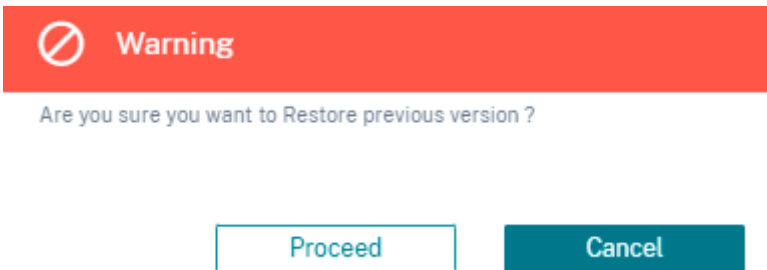 Warning
Are you sure you want to Restore previous version ?
Proceed Cancel